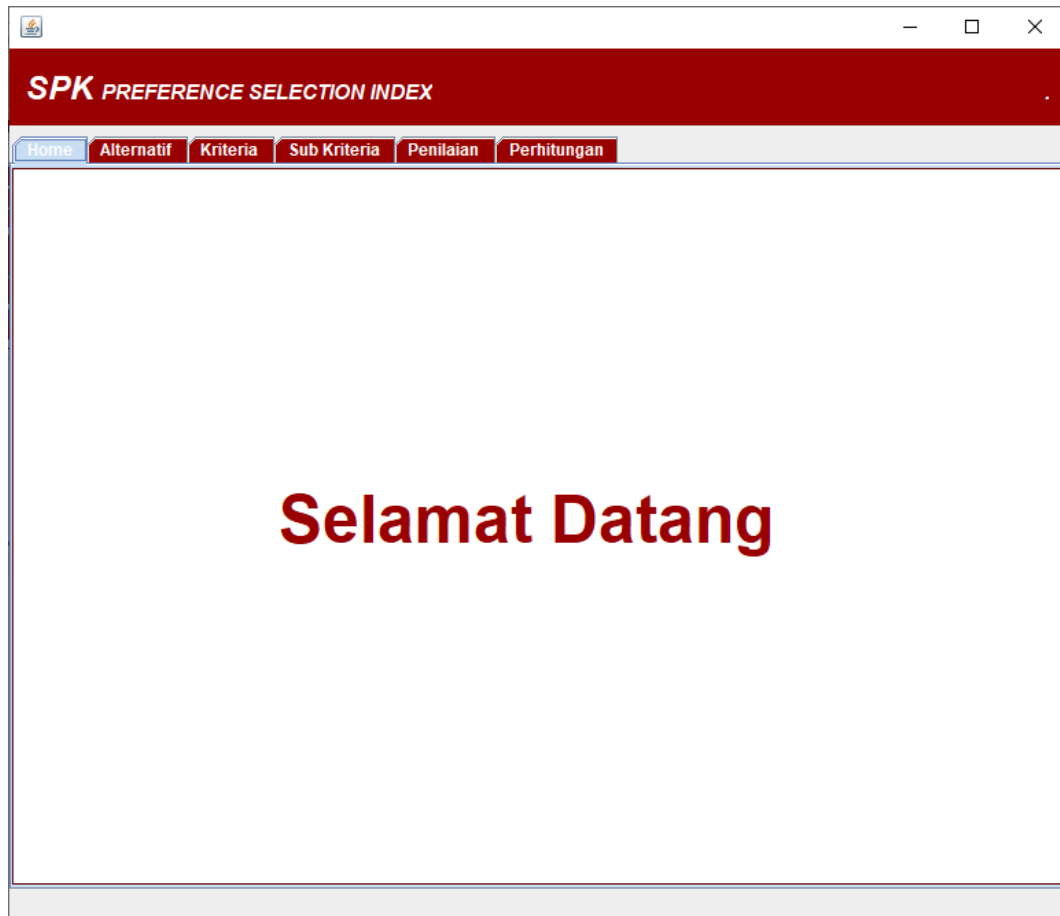 SPK PREFERENCE SELECTION INDEX .
Home Alternatif Kriteria Sub Kriteria Penilaian Perhitungan
Selamat Datang